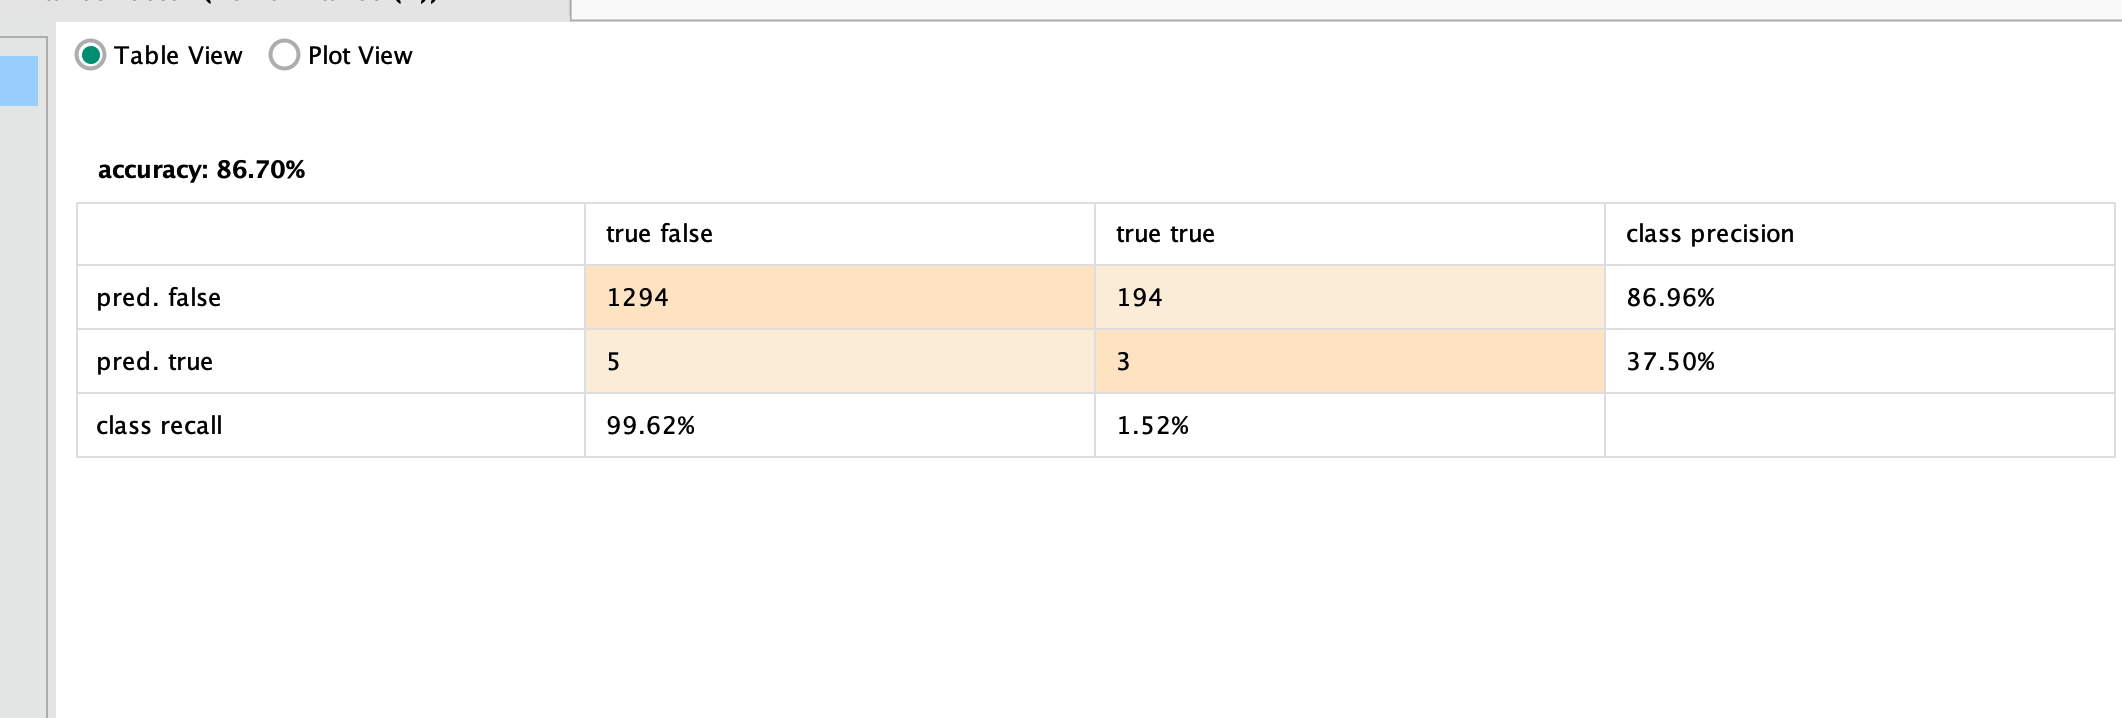 Table View Plot View
accuracy: 86.70%
true false true true class precision
pred. false 1294 194 86.96%
pred. true 5 3 37.50%
class recall 99.62% 1.52%